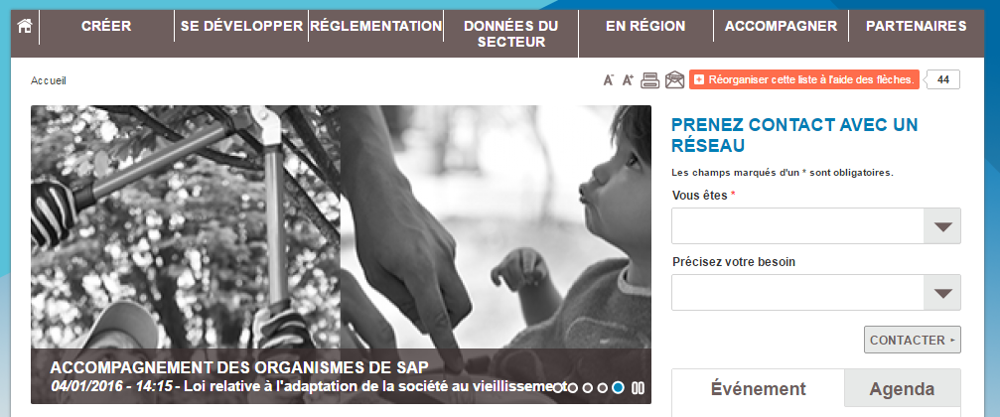 CRÉER
SE DÉVELOPPER
RÉGLEMENTATION
DONNÉES DU
SECTEUR
EN RÉGION
ACCOMPAGNER
PARTENAIRES
Accueil
A-
A+
Réorganiser cette liste à l'aide des flèches.
44
PRENEZ CONTACT AVEC UN
RÉSEAU
Les champs marqués d'un * sont obligatoires.
Vous êtes *
Précisez votre besoin
CONTACTER
ACCOMPAGNEMENT DES ORGANISMES DE SAP
04/01/2016 - 14:15 - Loi relative à l'adaptation de la société au vieillissement
Événement
Agenda